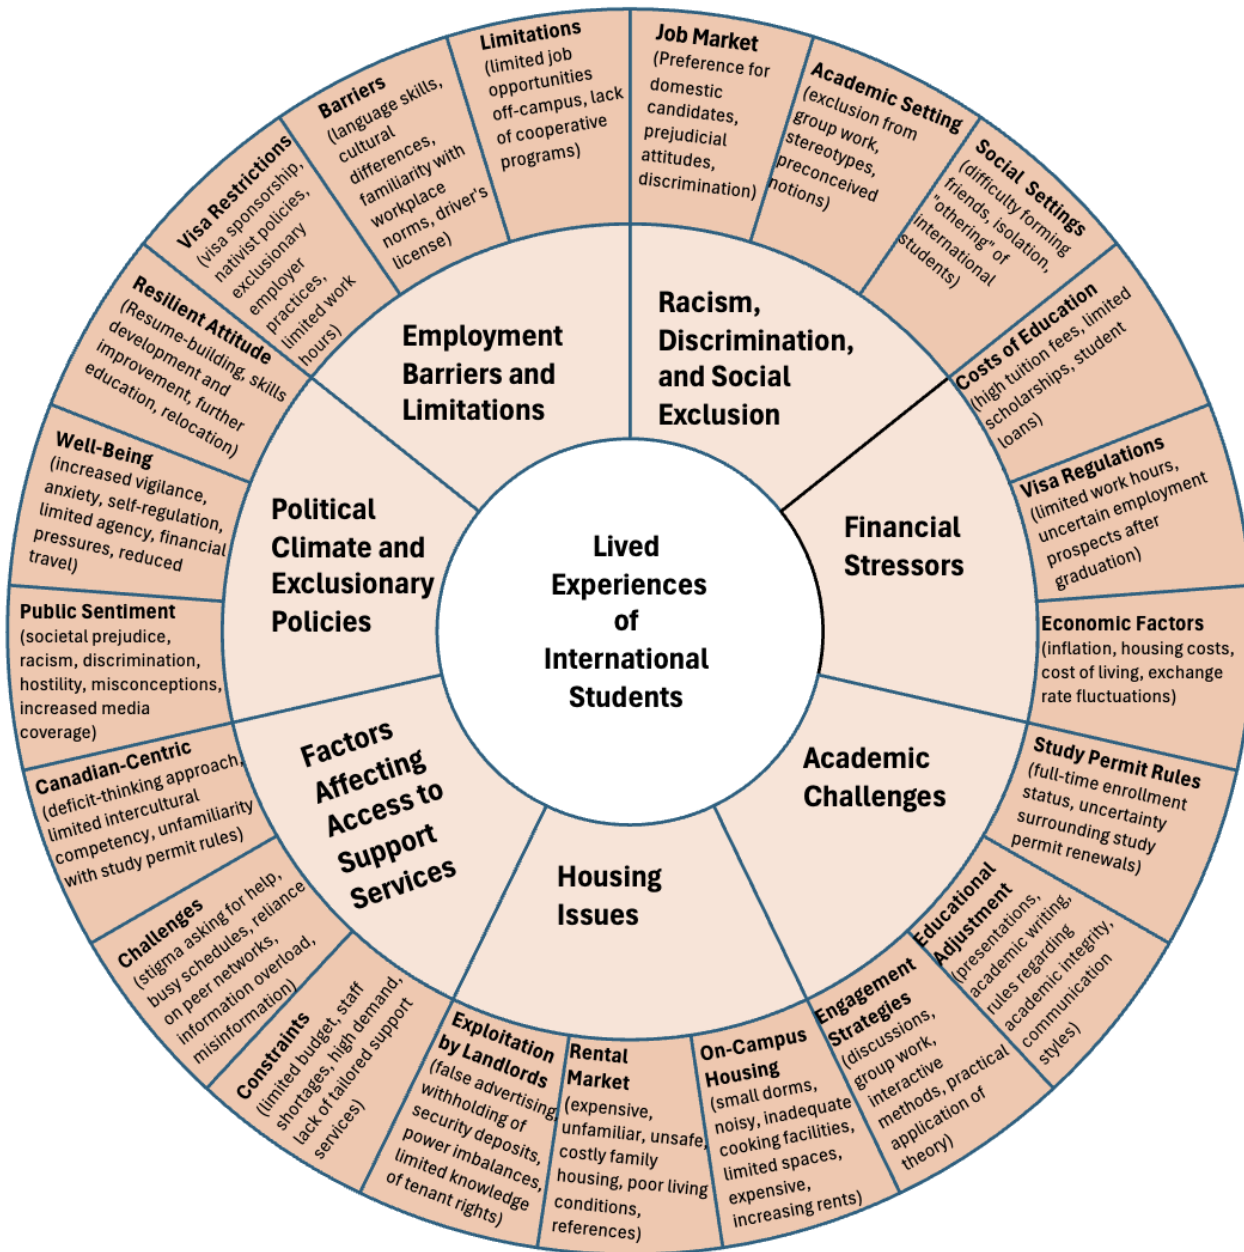 Lived
Experiences
of
International
Students
Racism,
Discrimination,
and Social
Exclusion
Job Market
(Preference for
domestic
candidates,
prejudicial
attitudes,
discrimination)
Academic Setting
(exclusion from
group work,
stereotypes,
preconceived
notions)
Social Settings
(difficulty forming
friends, isolation,
"othering" of
international
students)
Financial
Stressors
Costs of Education
(high tuition fees, limited
scholarships, student
loans)
Visa Regulations
(limited work hours,
uncertain employment
prospects after
graduation)
Economic Factors
(inflation, housing costs,
cost of living, exchange
rate fluctuations)
Academic
Challenges
Study Permit Rules
(full-time enrollment
status, uncertainty
surrounding study
permit renewals)
Educational
Adjustment
(presentations,
academic writing,
rules regarding
academic integrity,
communication
styles)
Engagement
Strategies
(discussions,
group work,
interactive
methods, practical
application of
theory)
Housing
Issues
On-Campus
Housing
(small dorms,
noisy, inadequate
cooking facilities,
limited spaces,
expensive,
increasing rents)
Rental
Market
(expensive,
unfamiliar, unsafe,
costly family
housing, poor living
conditions,
references)
Exploitation
by Landlords
(false advertising,
withholding of
security deposits,
power imbalances,
limited knowledge
of tenant rights)
Factors
Affecting
Access to
Support
Services
Constraints
(limited budget, staff
shortages, high demand,
lack of tailored support
services)
Challenges
(stigma asking for help,
busy schedules, reliance
on peer networks,
information overload,
misinformation)
Canadian-Centric
(deficit-thinking approach,
limited intercultural
competency, unfamiliarity
with study permit rules)
Political
Climate and
Exclusionary
Policies
Public Sentiment
(societal prejudice,
racism, discrimination,
hostility, misconceptions,
increased media
coverage)
Well-Being
(increased vigilance,
anxiety, self-regulation,
limited agency, financial
pressures, reduced
travel)
Resilient Attitude
(Resume-building, skills
development and
improvement, further
education, relocation)
Employment
Barriers and
Limitations
Visa Restrictions
(visa sponsorship,
nativist policies,
exclusionary
employer
practices,
limited work
hours)
Barriers
(language skills,
cultural
differences,
familiarity with
workplace
norms, driver's
license)
Limitations
(limited job
opportunities
off-campus, lack
of cooperative
programs)